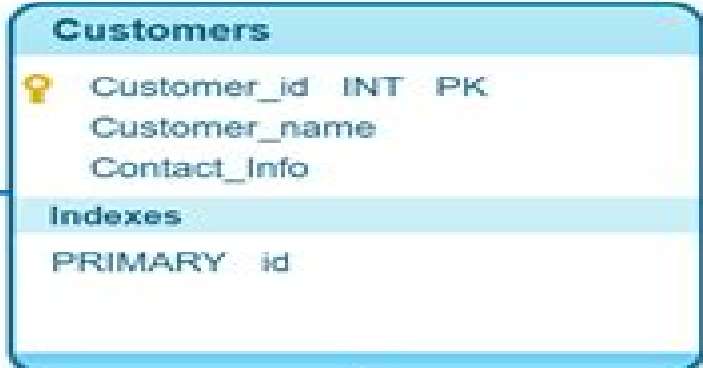 Customers
Customer_id INT PK
Customer_name
Contact_Info
Indexes
PRIMARY id